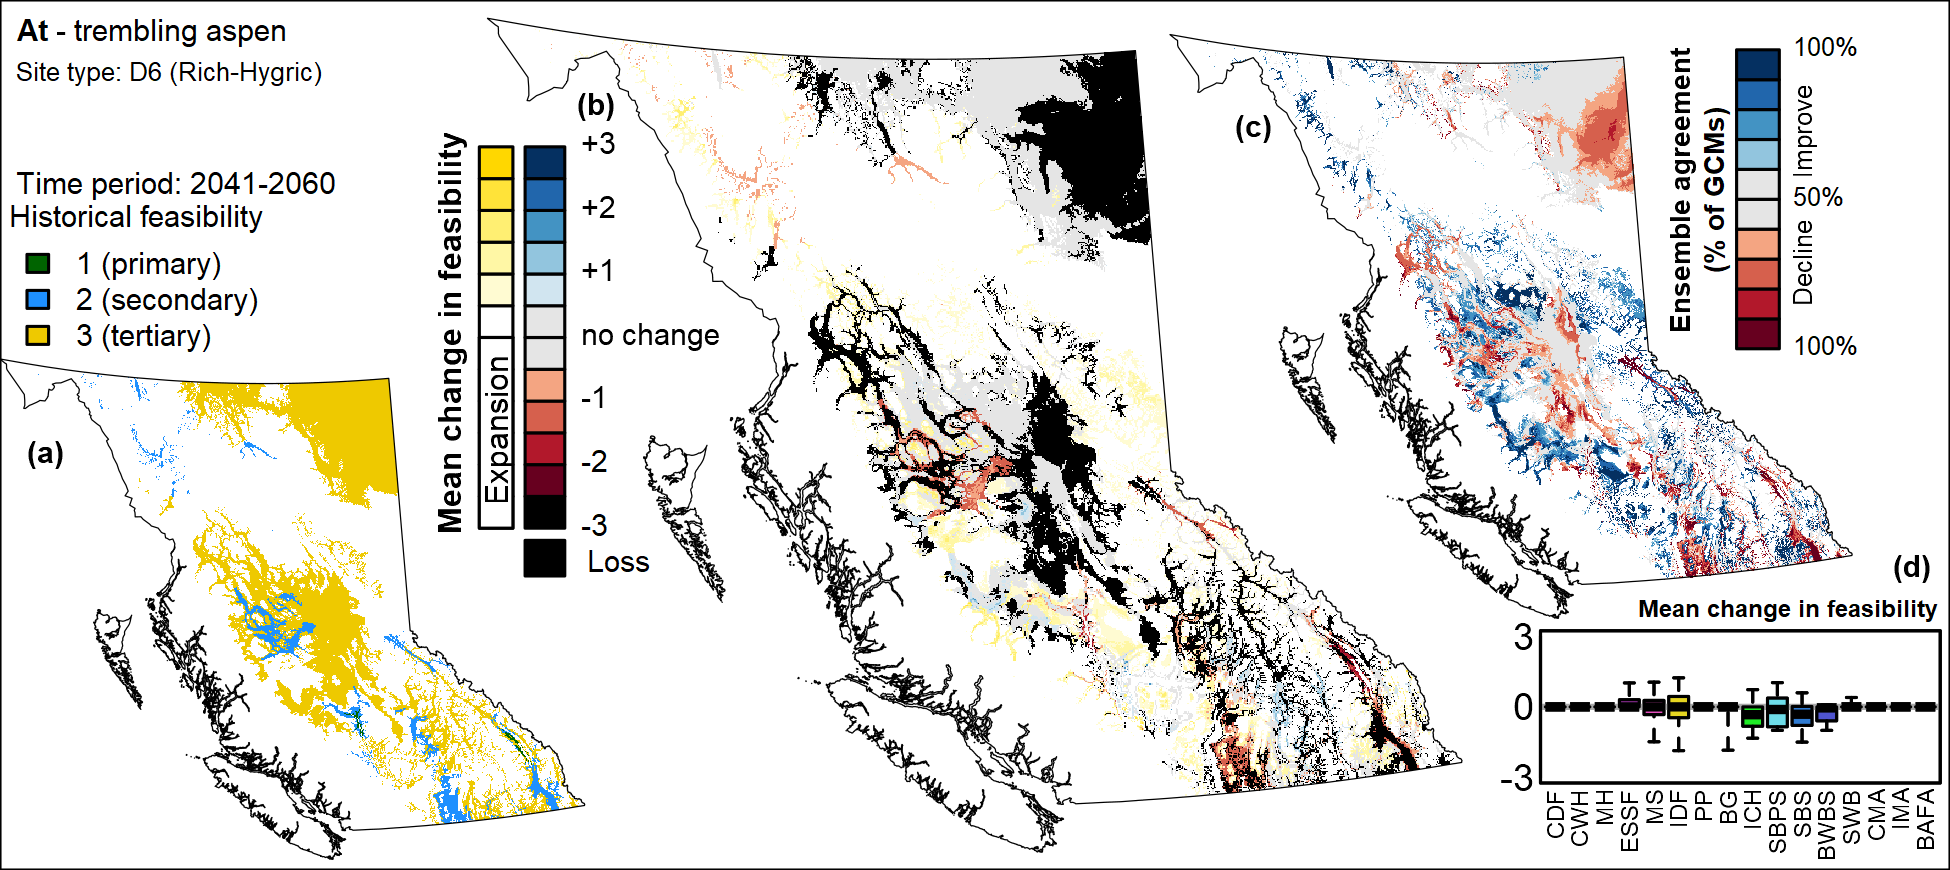 At - trembling aspen
Site type: D6 (Rich-Hygric)
Time period: 2041-2060
Historical feasibility
1 (primary)
2 (secondary)
3 (tertiary)
(a)
(b)
Mean change in feasibility
Expansion
+3
+2
+1
no change
-1
-2
-3
Loss
(c)
Ensemble agreement
(% of GCMs)
100%
Improve
50%
Decline
100%
(d)
Mean change in feasibility
3
0
-3
CDF
CWH
MH
ESSF
MS
IDF
PP
BG
ICH
SBPS
SBS
BWBS
SWB
CMA
IMA
BAFA